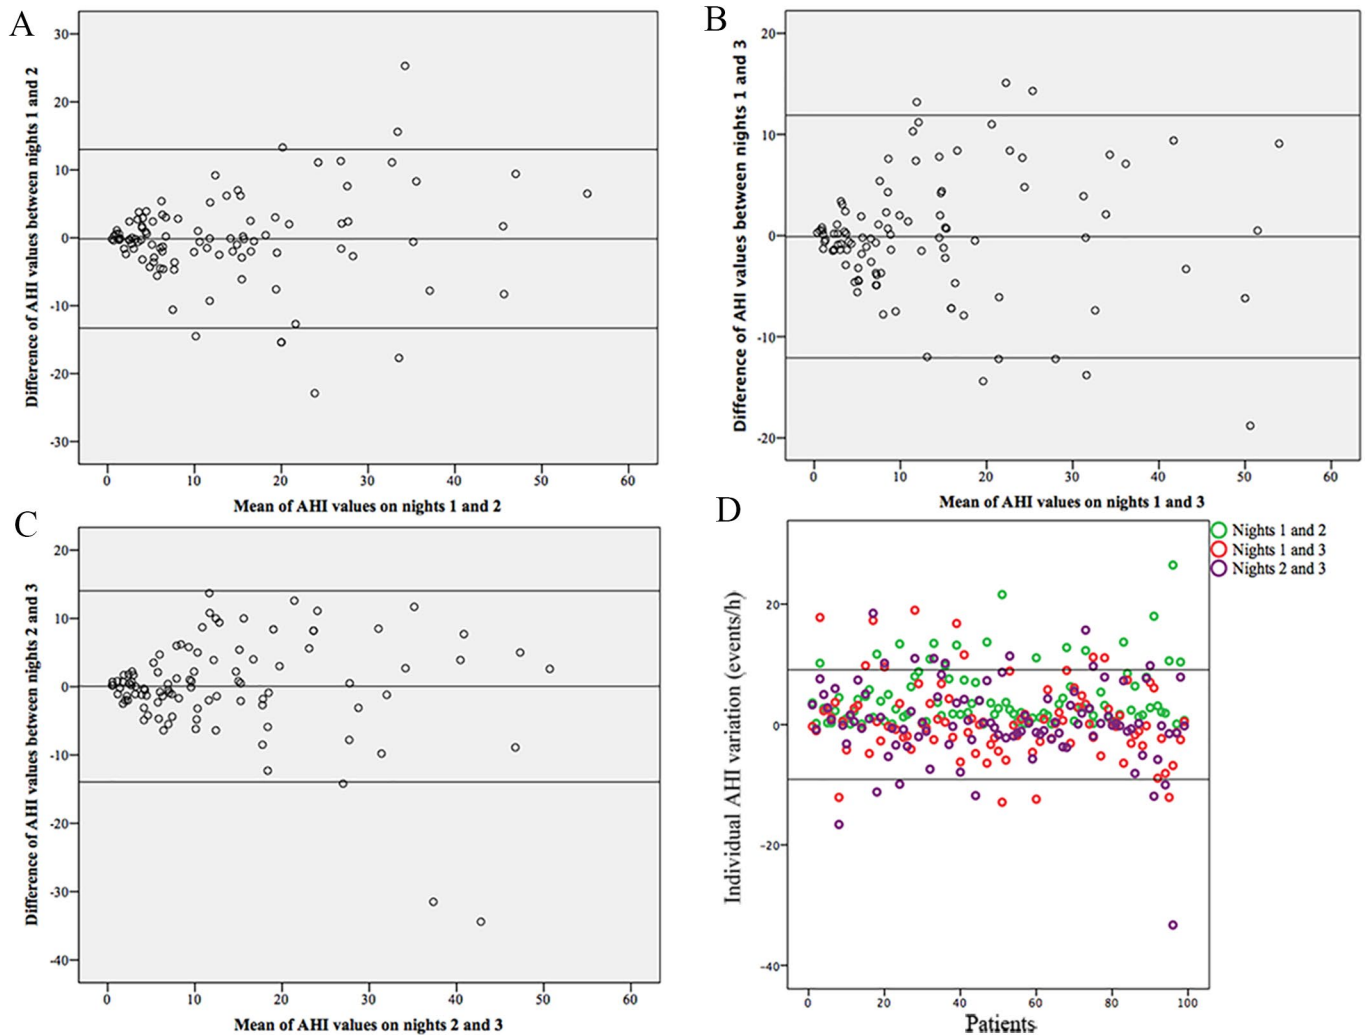 A
Difference of AHI values between nights 1 and 2
30
20
10
0
-10
-20
-30
0 10 20 30 40 50 60
Mean of AHI values on nights 1 and 2
B
Difference of AHI values between nights 1 and 3
20
10
0
-10
-20
0 10 20 30 40 50 60
Mean of AHI values on nights 1 and 3
C
Difference of AHI values between nights 2 and 3
20
10
0
-10
-20
-30
-40
0 10 20 30 40 50 60
Mean of AHI values on nights 2 and 3
D
Individual AHI variation (events/h)
20
0
-20
-40
0 20 40 60 80 100
Patients
Nights 1 and 2
Nights 1 and 3
Nights 2 and 3